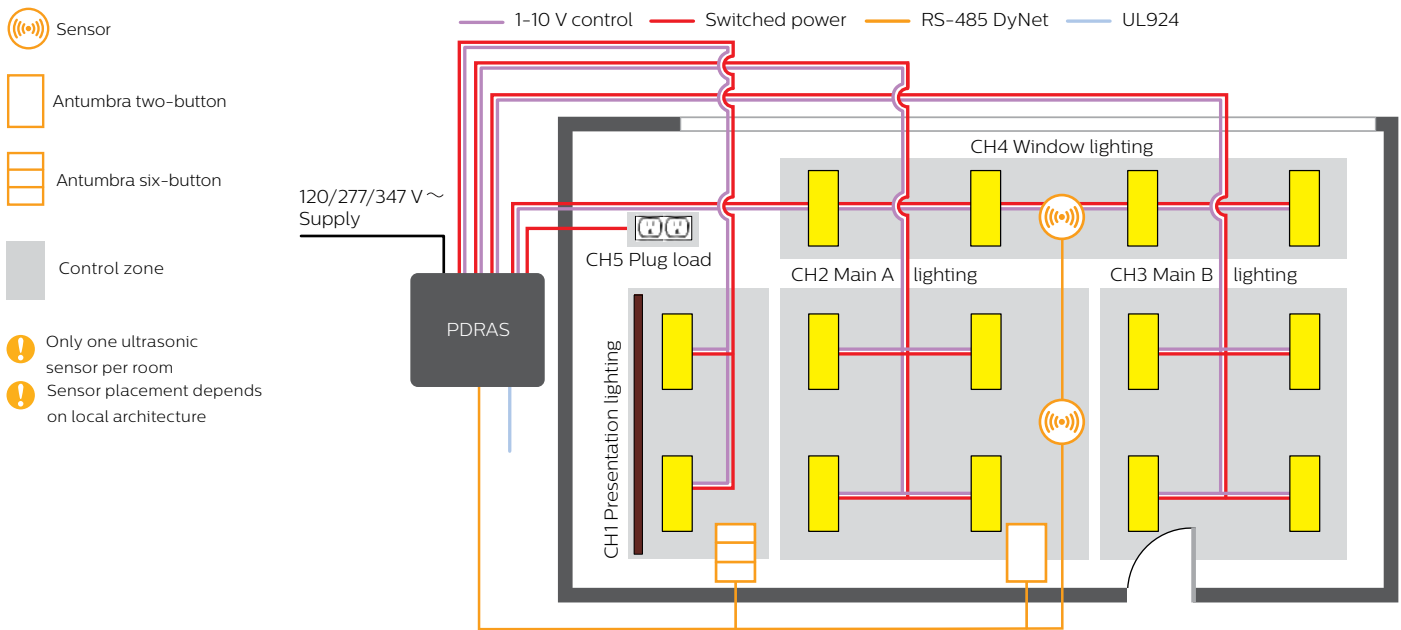 1-10 V control
Switched power
RS-485 DyNet
UL924
Sensor
Antumbra two-button
Antumbra six-button
Control zone
Only one ultrasonic
sensor per room
Sensor placement depends
on local architecture
120/277/347 V ～
Supply
PDRAS
CH4 Window lighting
CH5 Plug load
CH2 Main A lighting
CH3 Main B lighting
CH1 Presentation lighting